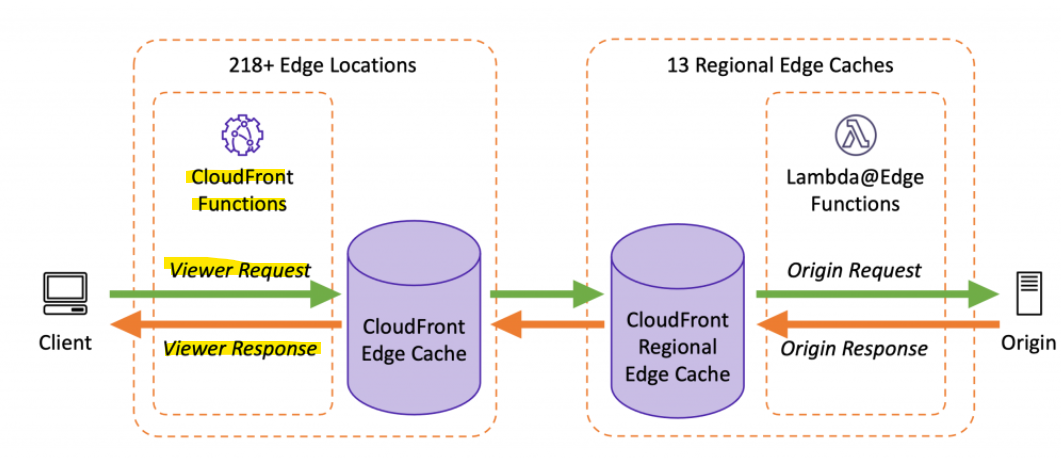 218+ Edge Locations
13 Regional Edge Caches
CloudFront
Functions
Lambda@Edge
Functions
Viewer Request
Origin Request
Client
CloudFront
Edge Cache
CloudFront
Regional
Edge Cache
Origin
Viewer Response
Origin Response